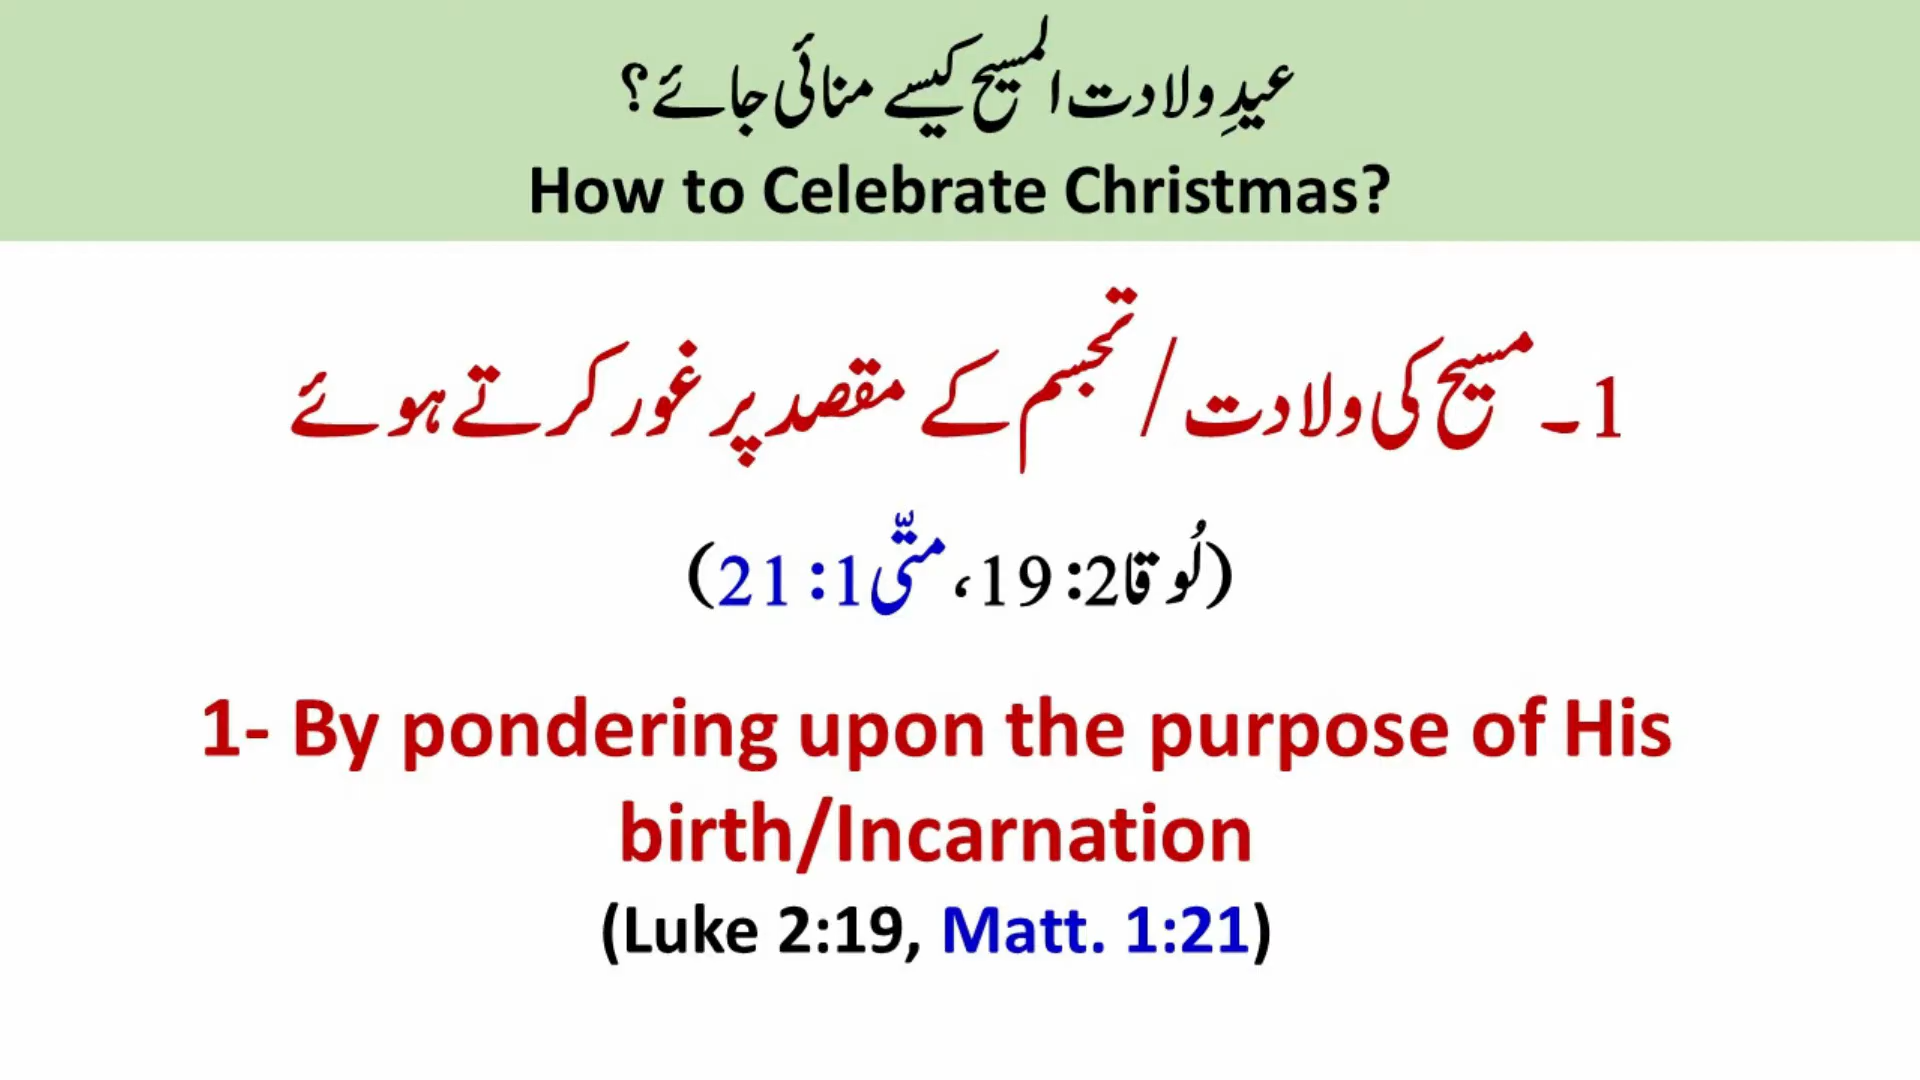 عیدِ ولادت المسیح کیسے منائی جائے؟
How to Celebrate Christmas?
1۔ مسیح کی ولادت / تجسم کے مقصد پر غور کرتے ہوئے
(لُوقا 2: 19، متّی 1: 21)
1- By pondering upon the purpose of His
birth/Incarnation
(Luke 2:19, Matt. 1:21)